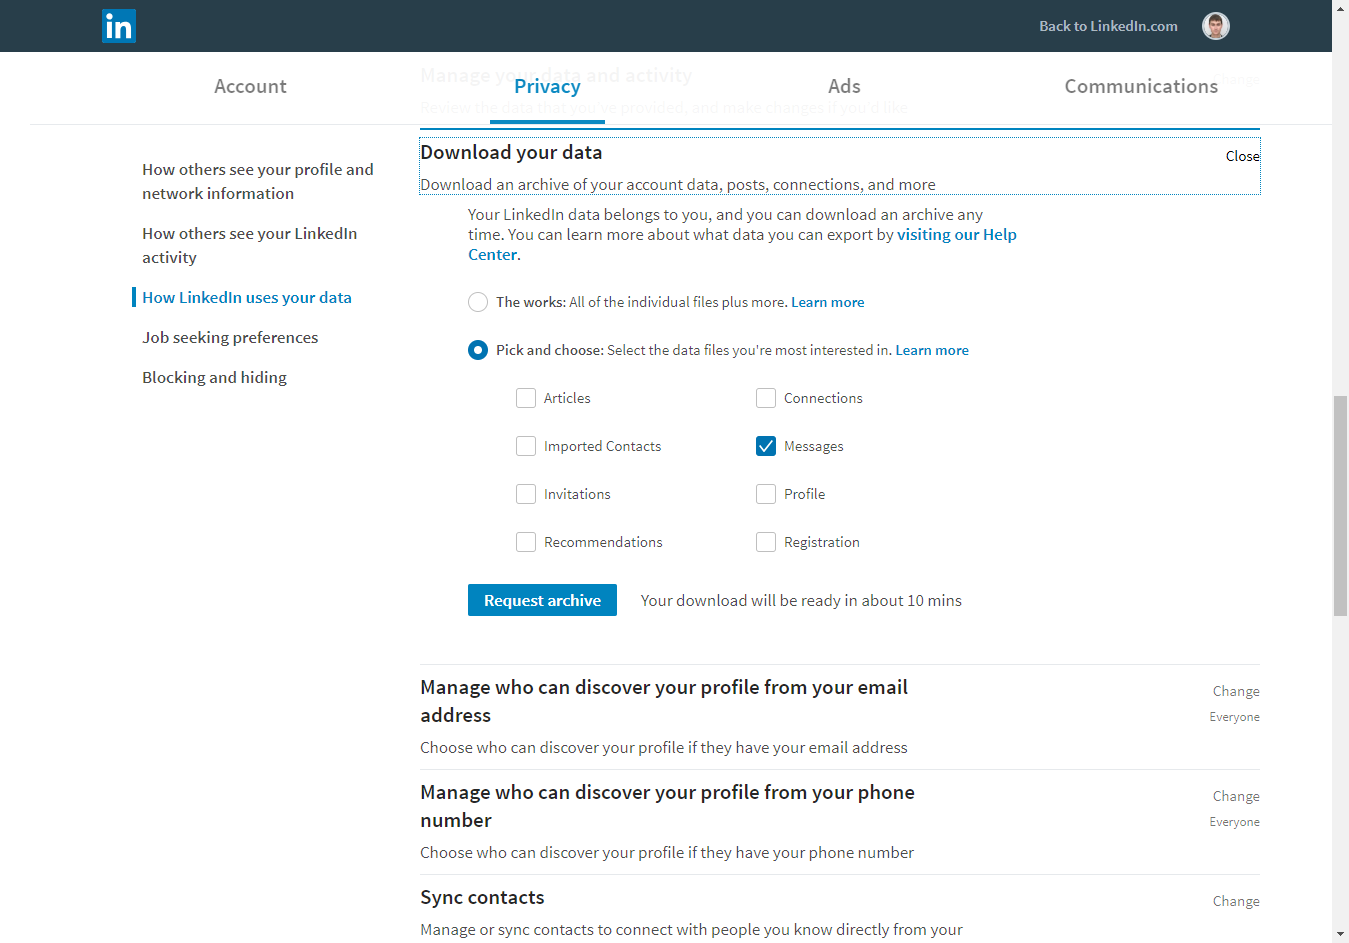 in
Back to LinkedIn.com
Manage your data and activity
Change
Account
Privacy
Ads
Communications
Review the data that you've provided, and make changes if you'd like
How others see your profile and
network information
How others see your LinkedIn
activity
How LinkedIn uses your data
Job seeking preferences
Blocking and hiding
Download your data
Close
Download an archive of your account data, posts, connections, and more
Your LinkedIn data belongs to you, and you can download an archive any
time. You can learn more about what data you can export by visiting our Help
Center.
The works: All of the individual files plus more. Learn more
Pick and choose: Select the data files you're most interested in. Learn more
Articles
Connections
Imported Contacts
Messages
Invitations
Profile
Recommendations
Registration
Request archive
Your download will be ready in about 10 mins
Manage who can discover your profile from your email
address
Change
Everyone
Choose who can discover your profile if they have your email address
Manage who can discover your profile from your phone
number
Change
Everyone
Choose who can discover your profile if they have your phone number
Sync contacts
Change
Manage or sync contacts to connect with people you know directly from your